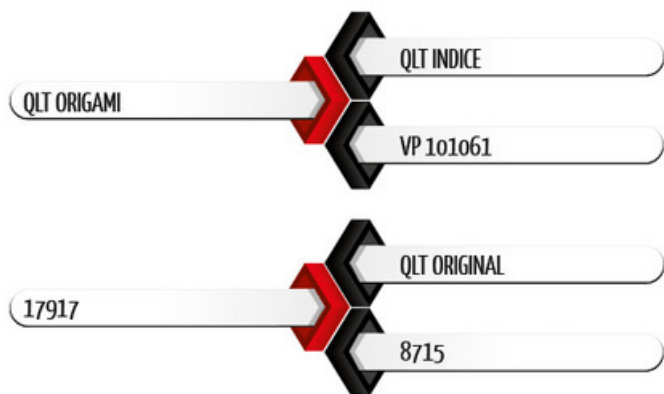 QLT INDICE
QLT ORIGAMI
VP 101061
QLT ORIGINAL
17917
8715